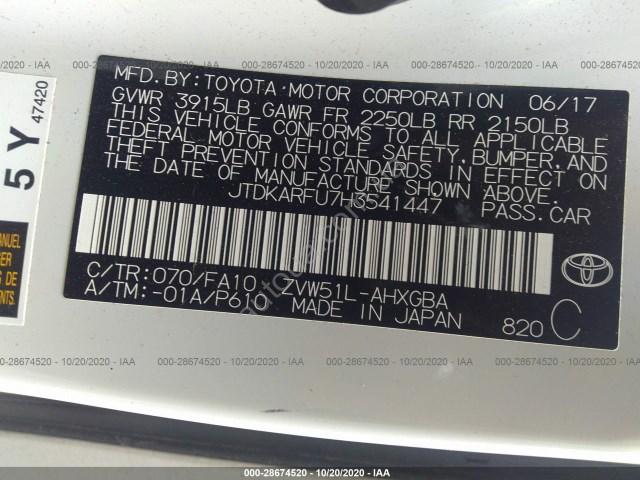 000-28674520 - 10/20/2020 - IAA
MFD. BY: TOYOTA MOTOR CORPORATION 06/17
GVWR 3915LB GAWR FR 2250LB RR 2150LB
THIS VEHICLE CONFORMS TO ALL APPLICABLE
FEDERAL MOTOR VEHICLE SAFETY, BUMPER, AND
THEFT PREVENTION STANDARDS IN EFFECT ON
THE DATE OF MANUFACTURE SHOWN ABOVE.
JTDKARFU7H3541447 PASS. CAR
C/TR: 070/FA10 ZVW51L-AHXGBA
A/TM: -01A/P610 MADE IN JAPAN
820 C
5 Y
47420
ANUEL
GER
DE
000-28674520 - 10/20/2020 - IAA